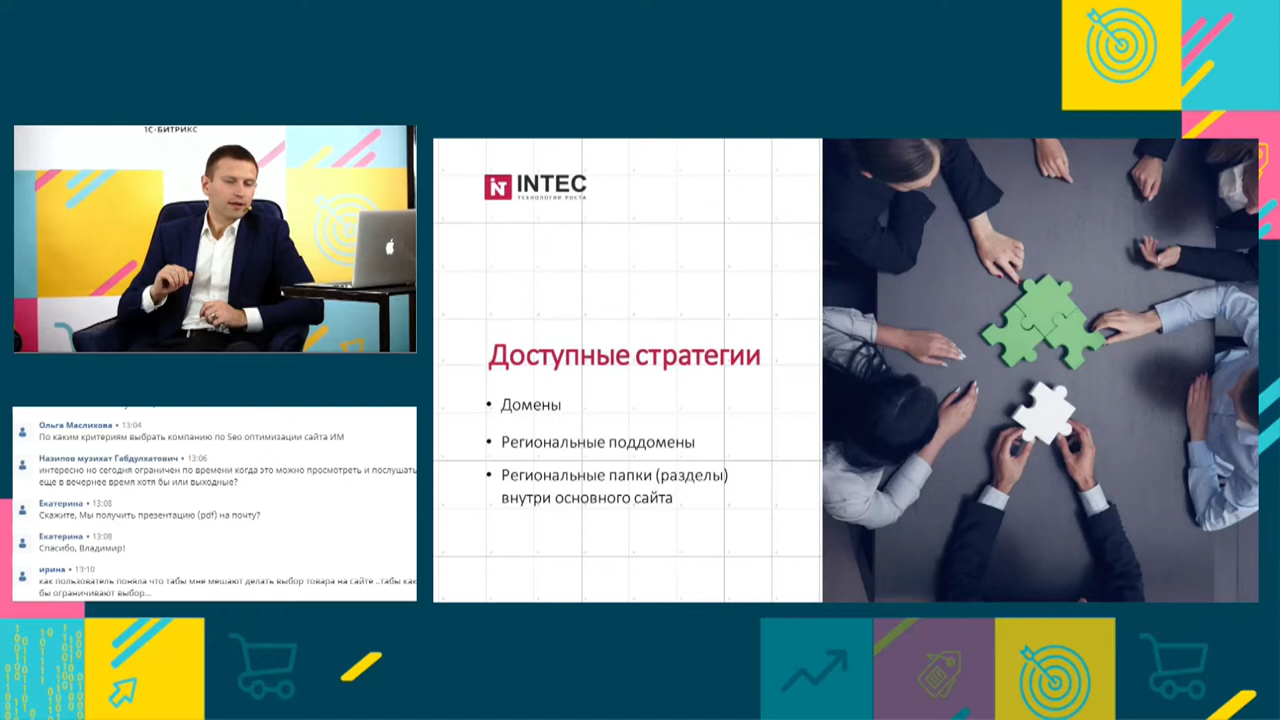 1С-БИТРИКС
INTEC
ТЕХНОЛОГИИ РОСТА
Доступные стратегии
• Домены
• Региональные поддомены
• Региональные папки (разделы)
внутри основного сайта
Ольга Маслихова • 13:04
По каким критериям выбрать компанию по Seo оптимизации сайта ИМ
Назипов музихат Габдулхатович • 13:06
интересно но сегодня ограничен по времени когда это можно просмотреть и послушать
еще в вечернее время хотя бы или выходные?
Екатерина • 13:08
Скажите, Мы получить презентацию (pdf) на почту?
Екатерина • 13:08
Спасибо, Владимир!
ирина • 13:10
как пользователь поняла что табы мне мешают делать выбор товара на сайте ..табы как
бы ограничивают выбор...